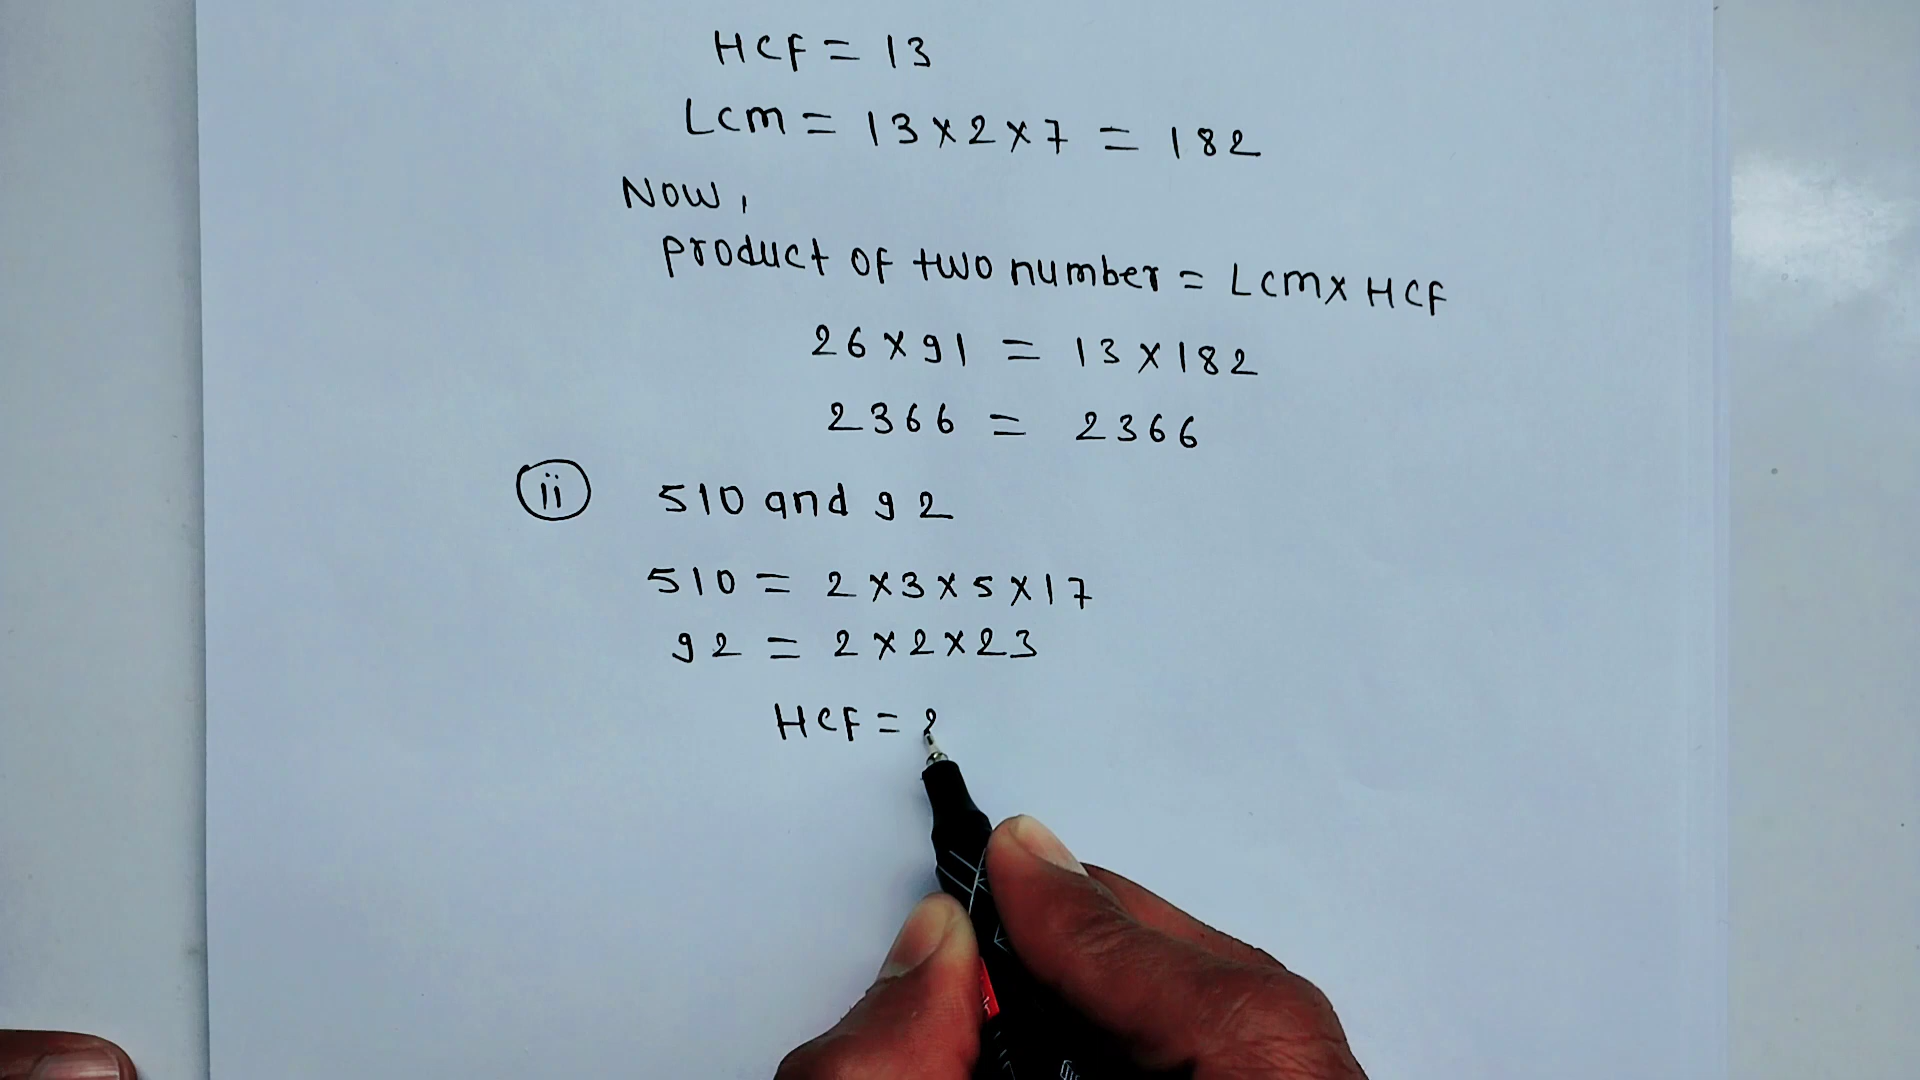 HCF = 13
Lcm = 13 × 2 × 7 = 182
Now,
product of two number = Lcm × HCF
26 × 91 = 13 × 182
2366 = 2366
ii 510 and 92
510 = 2 × 3 × 5 × 17
92 = 2 × 2 × 23
HCF = 2